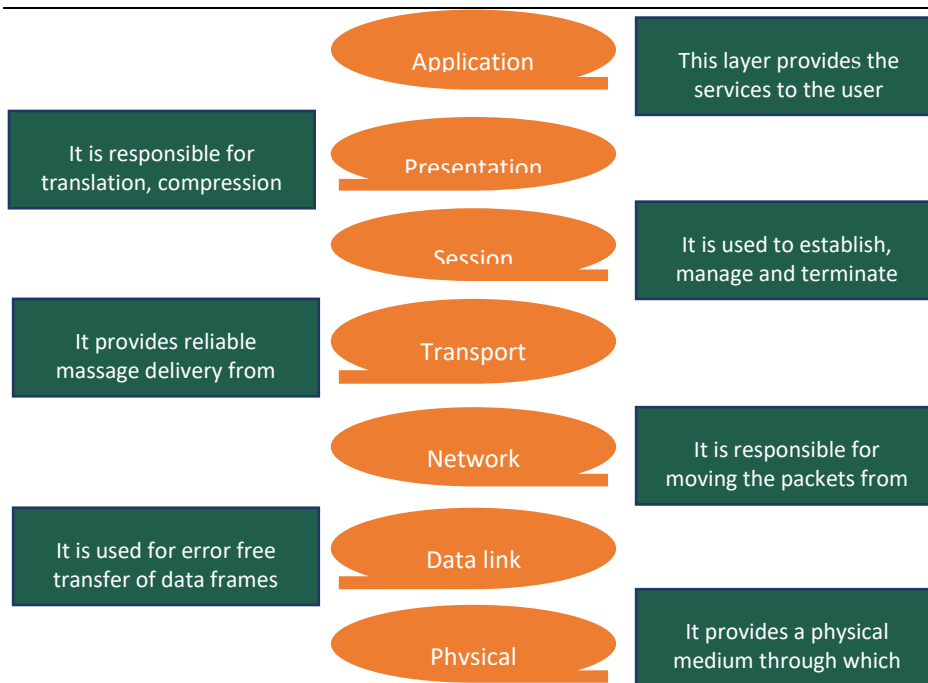 Application
This layer provides the
services to the user
It is responsible for
translation, compression
Presentation
Session
It is used to establish,
manage and terminate
It provides reliable
massage delivery from
Transport
Network
It is responsible for
moving the packets from
It is used for error free
transfer of data frames
Data link
Physical
It provides a physical
medium through which